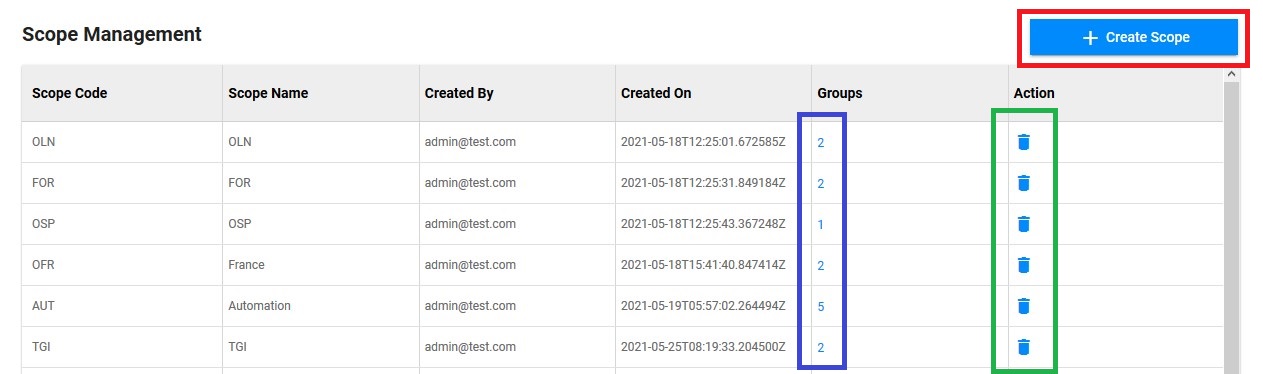 Scope Management
+ Create Scope
Scope Code Scope Name Created By Created On Groups Action
OLN OLN admin@test.com 2021-05-18T12:25:01.672585Z 2
FOR FOR admin@test.com 2021-05-18T12:25:31.849184Z 2
OSP OSP admin@test.com 2021-05-18T12:25:43.367248Z 1
OFR France admin@test.com 2021-05-18T15:41:40.847414Z 2
AUT Automation admin@test.com 2021-05-19T05:57:02.264494Z 5
TGI TGI admin@test.com 2021-05-25T08:19:33.204500Z 2